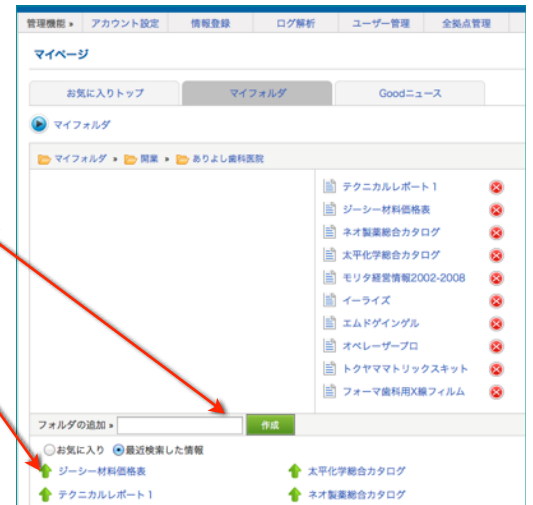 管理機能 » アカウント設定 情報登録 ログ解析 ユーザー管理 全拠点管理
マイページ
お気に入りトップ マイフォルダ Goodニュース
マイフォルダ
マイフォルダ » 開業 » ありよし歯科医院
テクニカルレポート1
ジーシー材料価格表
ネオ製薬総合カタログ
太平化学総合カタログ
モリタ経営情報2002-2008
イーライズ
エムドゲインゲル
オペレーザープロ
トクヤママトリックスキット
フォーマ歯科用X線フィルム
フォルダの追加 » 作成
お気に入り 最近検索した情報
ジーシー材料価格表 太平化学総合カタログ
テクニカルレポート1 ネオ製薬総合カタログ